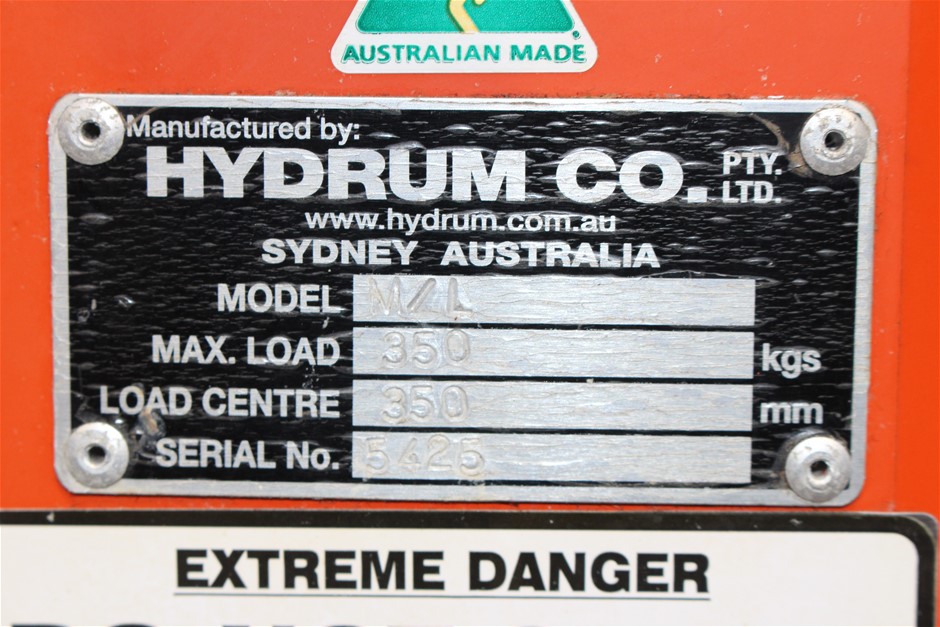 AUSTRALIAN MADE
Manufactured by:
HYDRUM CO. PTY. LTD.
www.hydrum.com.au
SYDNEY AUSTRALIA
MODEL M/L
MAX. LOAD 350 kgs
LOAD CENTRE 350 mm
SERIAL No. 5425
EXTREME DANGER